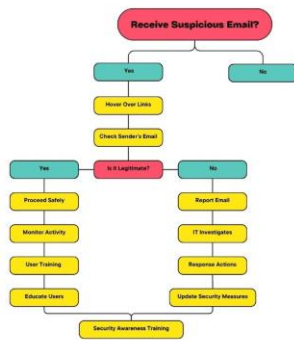 Receive Suspicious Email?
Yes
No
Hover Over Links
Check Sender's Email
Yes
Is It Legitimate?
No
Proceed Safely
Report Email
Monitor Activity
IT Investigates
User Training
Response Actions
Educate Users
Update Security Measures
Security Awareness Training